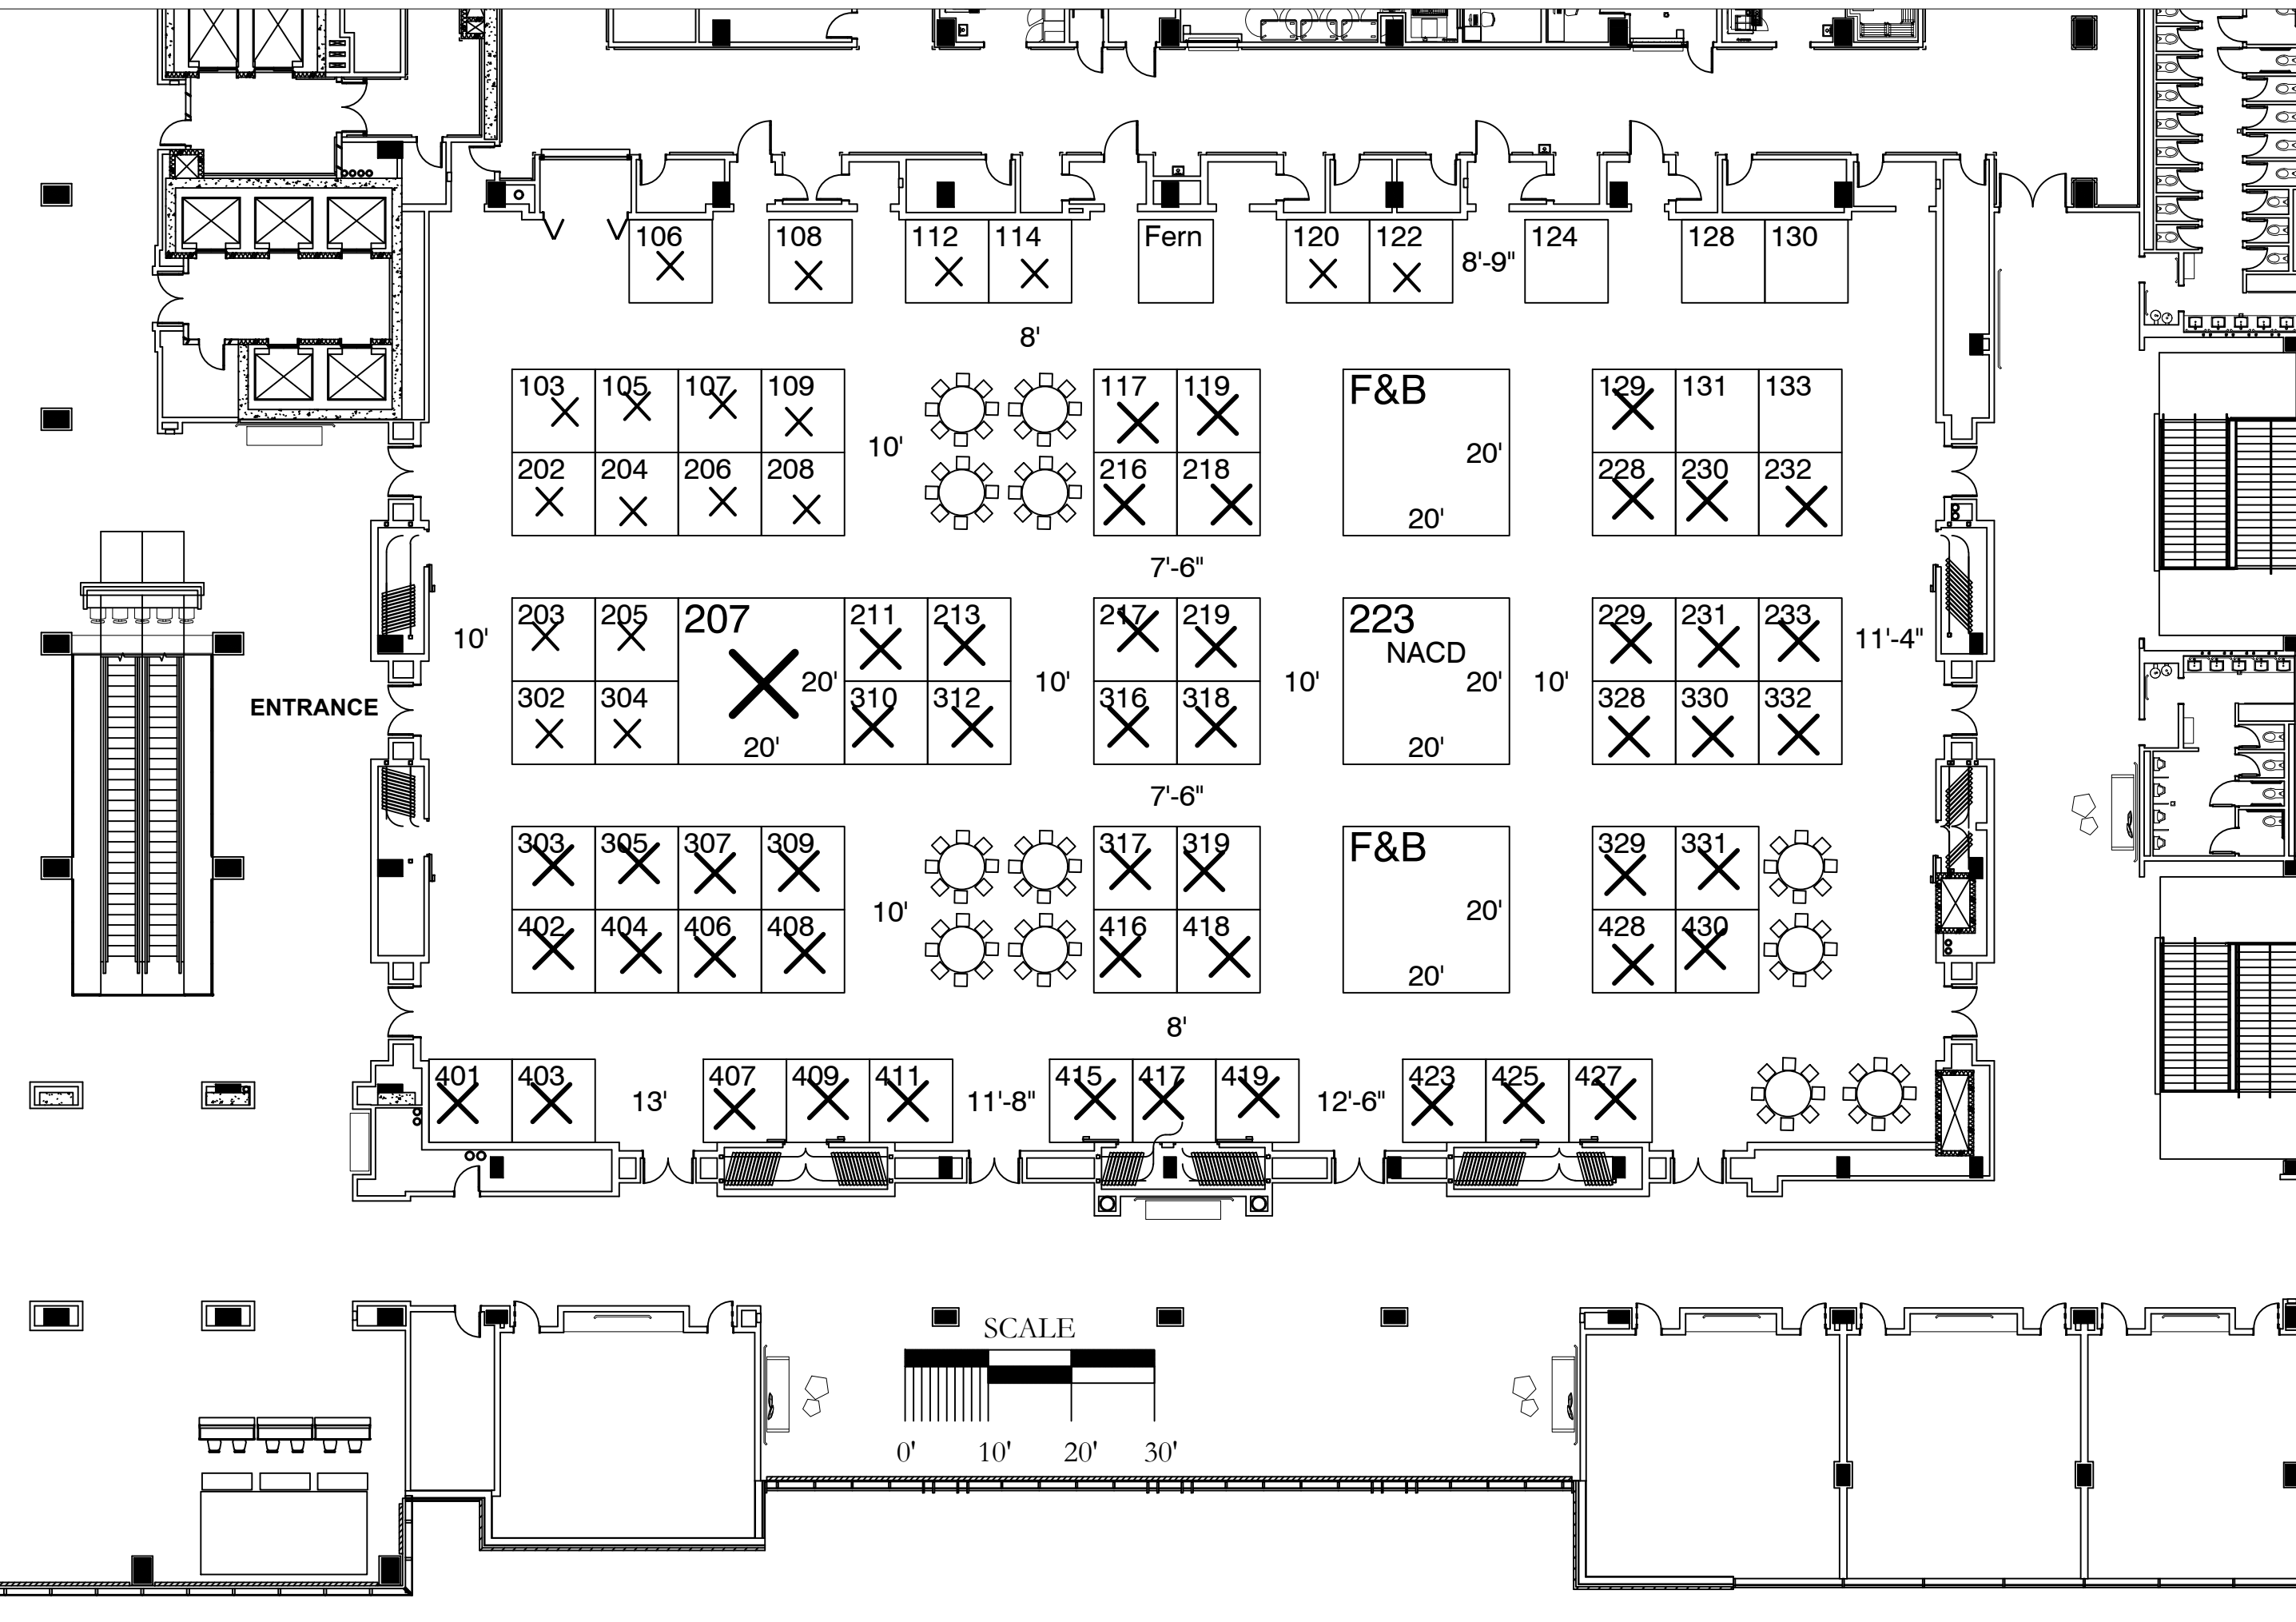 106 108 112 114 Fern 120 122 8'-9" 124 128 130
8'
103 105 107 109 117 119 F&B 129 131 133
10' 20'
202 204 206 208 216 218 228 230 232
20'
7'-6"
203 205 207 211 213 217 219 223 229 231 233
10' NACD 11'-4"
20' 10' 10' 20' 10'
302 304 310 312 316 318 328 330 332
20' 20'
ENTRANCE
7'-6"
303 305 307 309 317 319 F&B 329 331
10' 20'
402 404 406 408 416 418 428 430
20'
8'
401 403 407 409 411 415 417 419 423 425 427
13' 11'-8" 12'-6"
SCALE
0' 10' 20' 30'